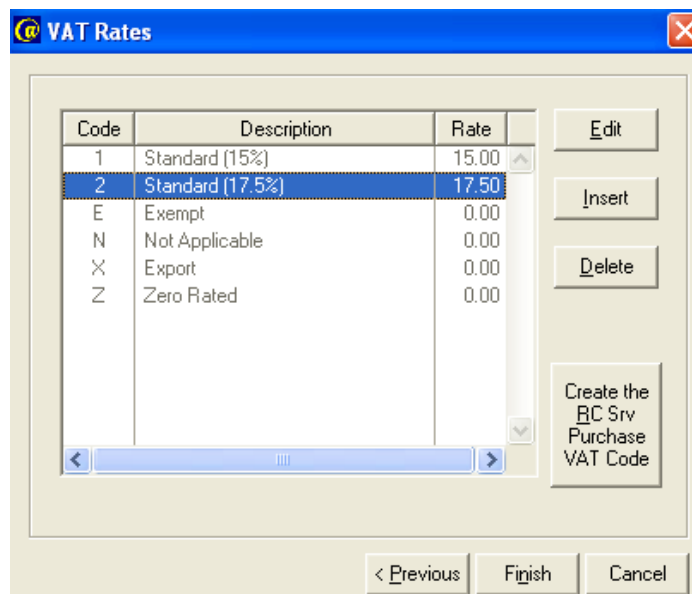 @ VAT Rates
Code Description Rate
1 Standard (15%) 15.00
2 Standard (17.5%) 17.50
E Exempt 0.00
N Not Applicable 0.00
X Export 0.00
Z Zero Rated 0.00
Edit
Insert
Delete
Create the
RC Srv
Purchase
VAT Code
< Previous Finish Cancel